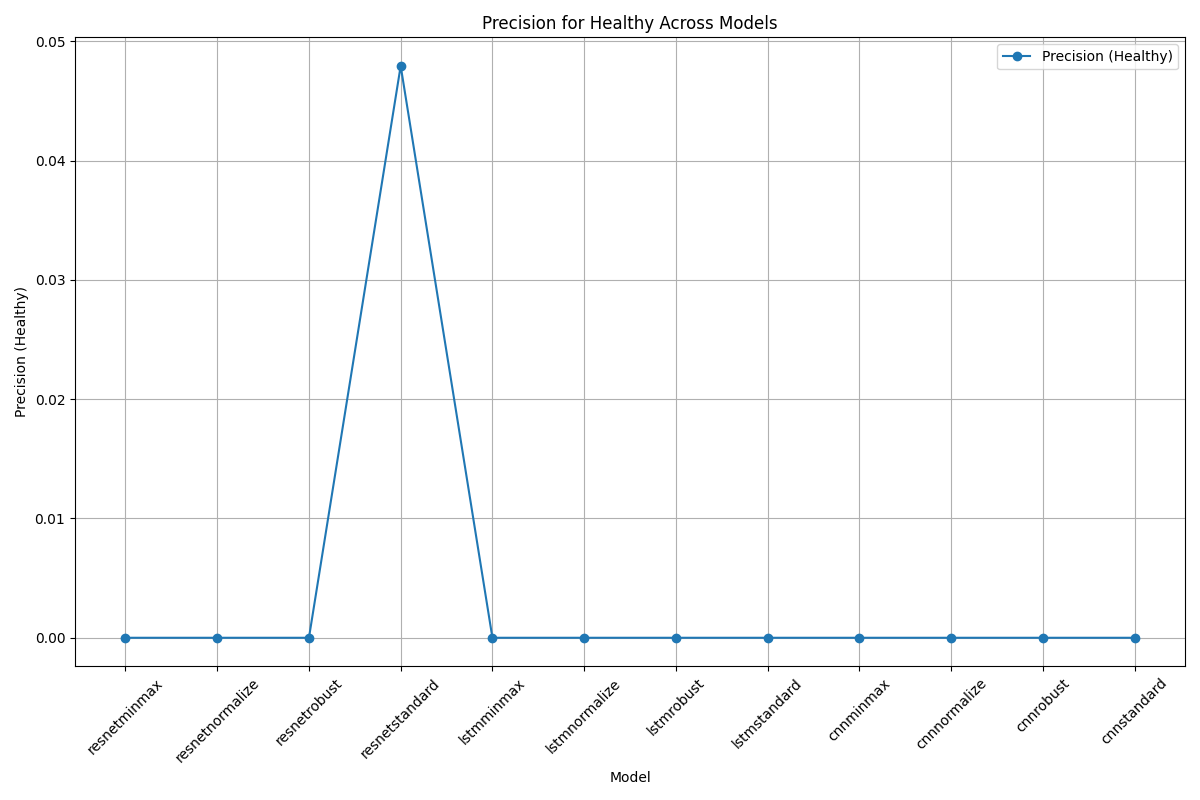 Precision for Healthy Across Models
Precision (Healthy)
0.05
0.04
0.03
0.02
0.01
0.00
Precision (Healthy)
resnetminmax
resnetnormalize
resnetrobust
resnetstandard
lstmminmax
lstmnormalize
lstmrobust
lstmstandard
cnnminmax
cnnnormalize
cnnrobust
cnnstandard
Model